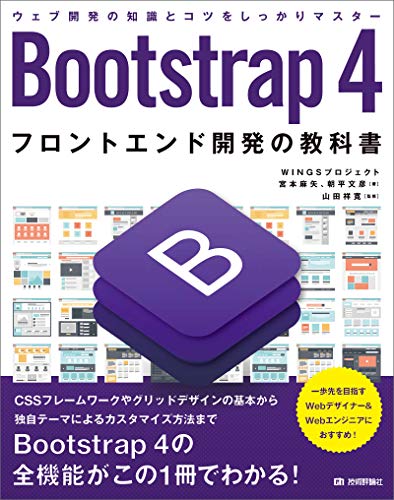 ウェブ開発の知識とコツをしっかりマスター
Bootstrap 4
フロントエンド開発の教科書
WINGSプロジェクト
宮本麻矢、朝平文彦[著]
山田祥寛[監修]
B
CSSフレームワークやグリッドデザインの基本から
独自テーマによるカスタマイズ方法まで
Bootstrap 4の
全機能がこの1冊でわかる!
一歩先を目指す
Webデザイナー&
Webエンジニアに
おすすめ!
技術評論社